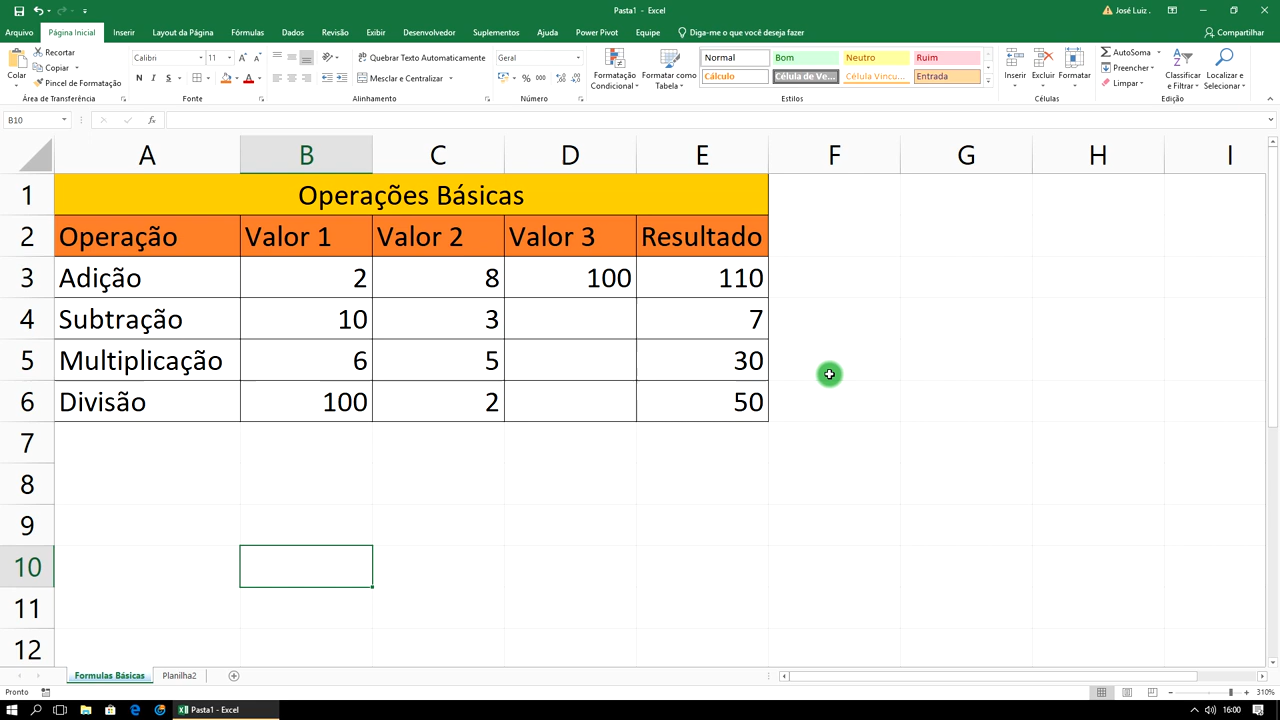 Pasta1 - Excel
José Luiz .
Arquivo Página Inicial Inserir Layout da Página Fórmulas Dados Revisão Exibir Desenvolvedor Suplementos Ajuda Power Pivot Equipe Diga-me o que você deseja fazer Compartilhar
Colar
Recortar
Copiar
Pincel de Formatação
Área de Transferência
Calibri 11
N I S
Fonte
Quebrar Texto Automaticamente
Mesclar e Centralizar
Alinhamento
Geral
% 000
Número
Formatação Condicional
Formatar como Tabela
Normal Bom Neutro Ruim
Cálculo Célula de Ve... Célula Vincu... Entrada
Estilos
Inserir Excluir Formatar
Células
AutoSoma
Preencher
Limpar
Classificar e Filtrar
Localizar e Selecionar
Edição
B10 fx
A B C D E F G H I
1 Operações Básicas
2 Operação Valor 1 Valor 2 Valor 3 Resultado
3 Adição 2 8 100 110
4 Subtração 10 3 7
5 Multiplicação 6 5 30
6 Divisão 100 2 50
7
8
9
10
11
12
Formulas Básicas Planilha2
Pronto 310%
Pasta1 - Excel 16:00